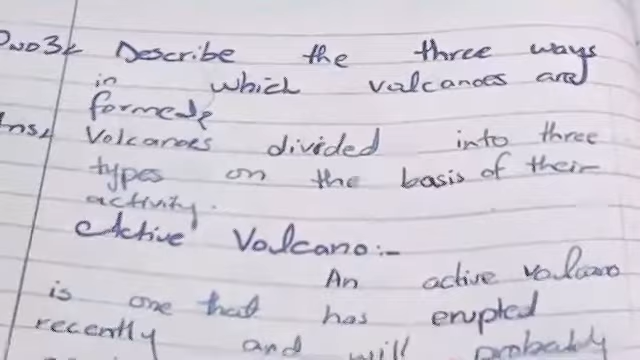 QNO3. Describe the three ways
in which valcanoes are
formed.
Ans. Volcanoes divided into three
types on the basis of their
activity.
Active Volcano:-
An active volcano
is one that has erupted
recently and will probably